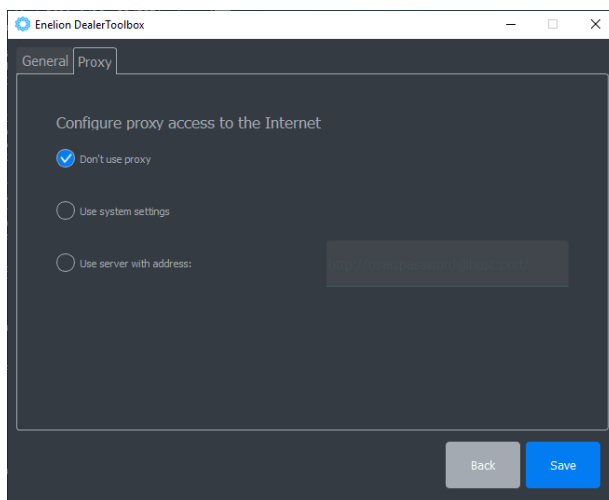 Enelion DealerToolbox
General Proxy
Configure proxy access to the Internet
Don't use proxy
Use system settings
Use server with address:
Back Save